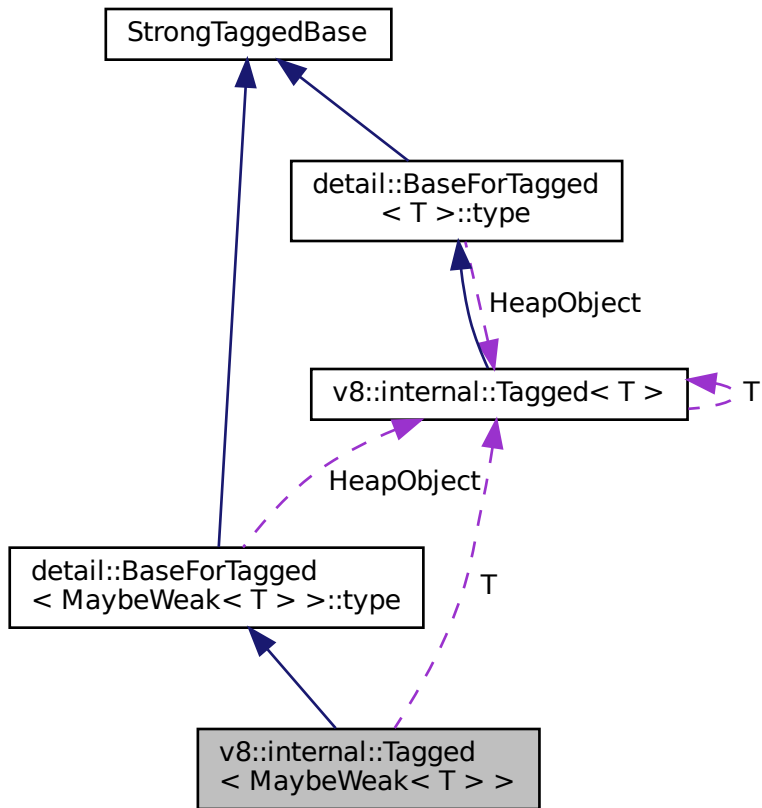 StrongTaggedBase
detail::BaseForTagged
< T >::type
HeapObject
v8::internal::Tagged< T >
T
HeapObject
detail::BaseForTagged
< MaybeWeak< T > >::type
T
v8::internal::Tagged
< MaybeWeak< T > >